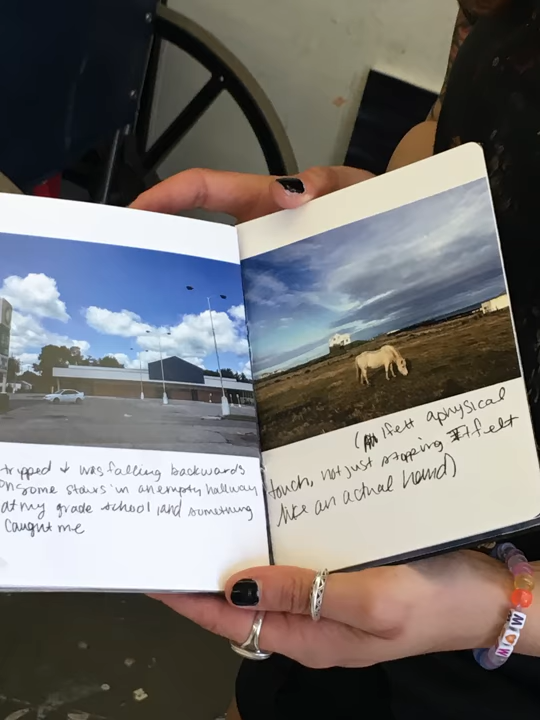 tripped + was falling backwards
on some stairs in an empty hallway
at my grade school, and something
caught me
(I felt a physical
touch, not just stopping I felt
like an actual hand)
M W